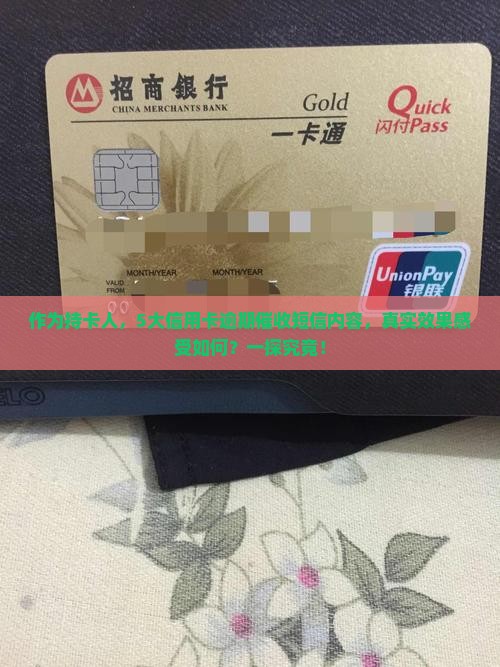 招商銀行
CHINA MERCHANTS BANK
Gold
一卡通
Quick
闪付Pass
MONTH/YEAR MONTH/YEAR
VALID
FROM
UnionPay
银联
作为持卡人，5大信用卡逾期催收短信内容，真实效果感
受如何？一探究竟！
ELO